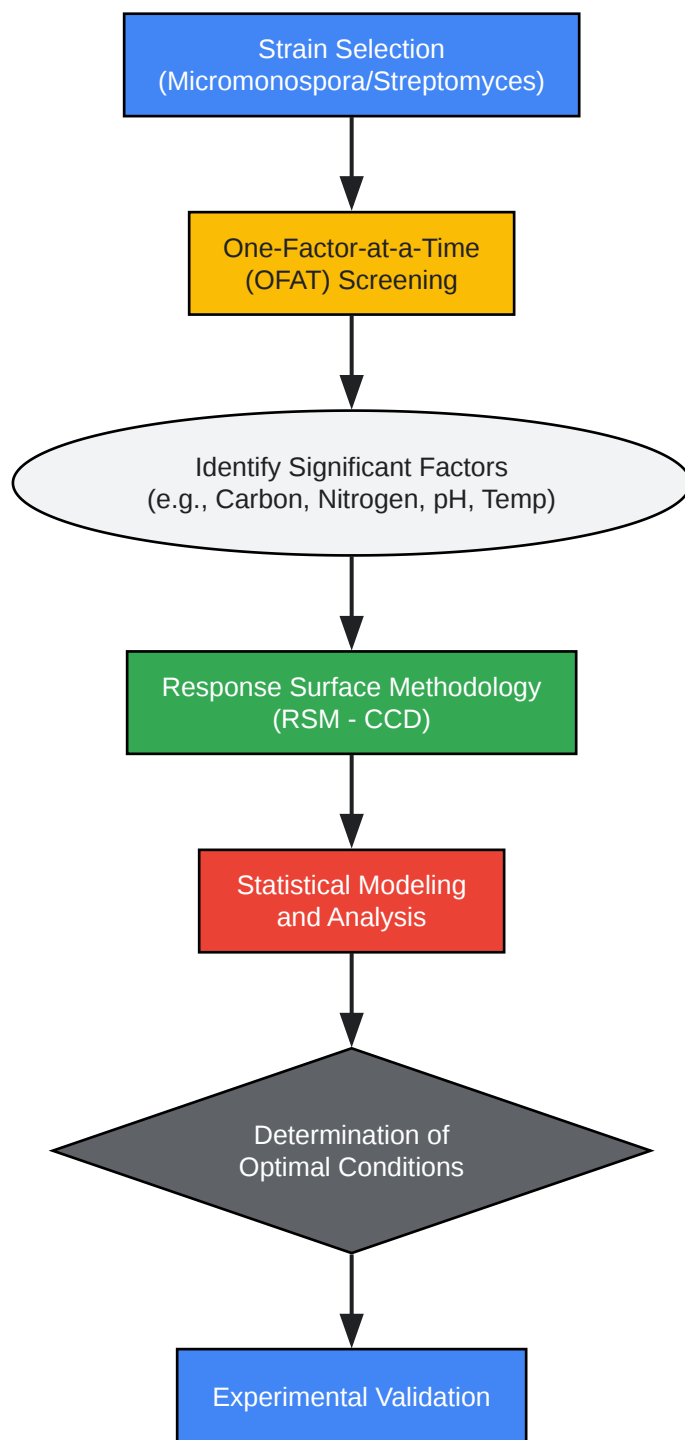 Strain Selection
(Micromonospora/Streptomyces)
One-Factor-at-a-Time
(OFAT) Screening
Identify Significant Factors
(e.g., Carbon, Nitrogen, pH, Temp)
Response Surface Methodology
(RSM - CCD)
Statistical Modeling
and Analysis
Determination of
Optimal Conditions
Experimental Validation